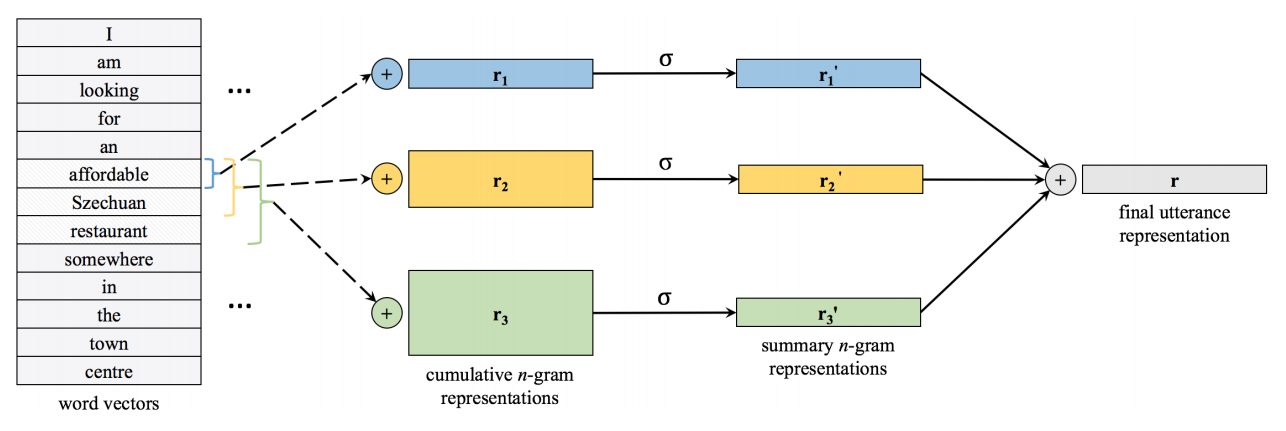 I
am
looking
for
an
affordable
Szechuan
restaurant
somewhere
in
the
town
centre
word vectors
...
...
+
r1
σ
r1'
+
r2
σ
r2'
+
r3
σ
r3'
cumulative n-gram
representations
summary n-gram
representations
+
r
final utterance
representation